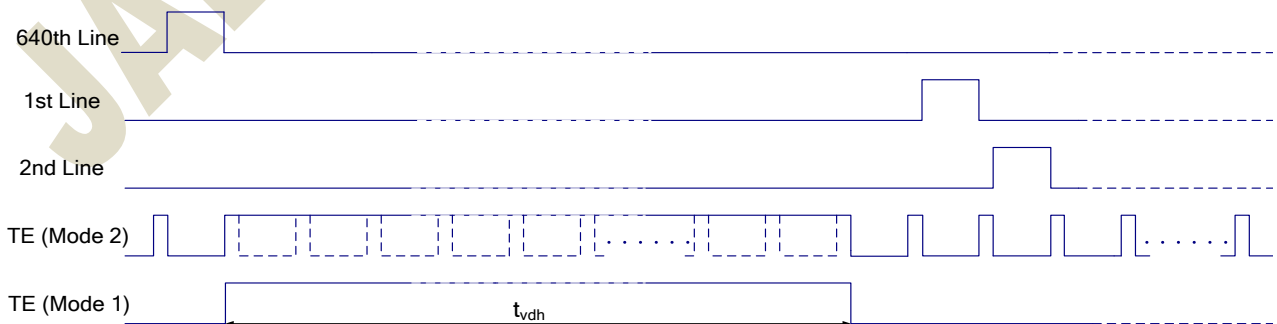 640th Line
1st Line
2nd Line
TE (Mode 2)
TE (Mode 1)
tvdh